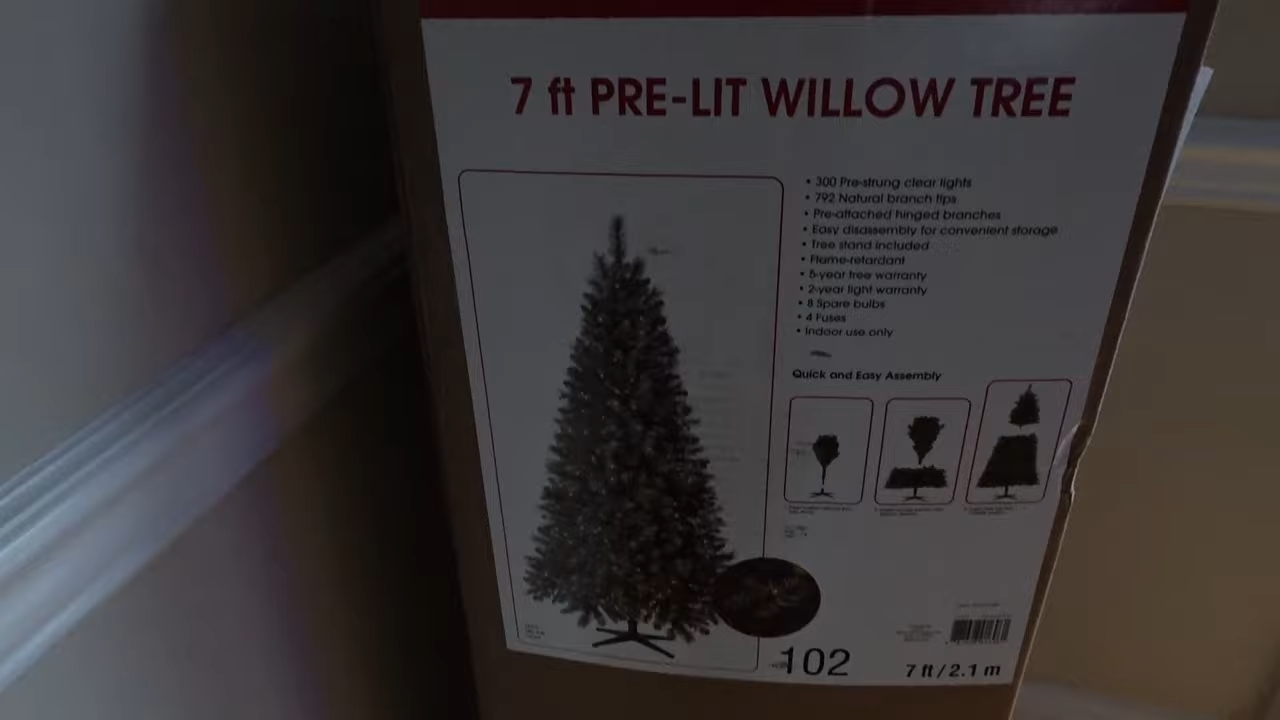 7 ft PRE-LIT WILLOW TREE
• 300 Pre-strung clear lights
• 792 Natural branch tips
• Pre-attached hinged branches
• Easy disassembly for convenient storage
• Tree stand included
• Flame-retardant
• 5-year tree warranty
• 2-year light warranty
• 8 Spare bulbs
• 4 Fuses
• Indoor use only
Quick and Easy Assembly
102
7 ft / 2.1 m